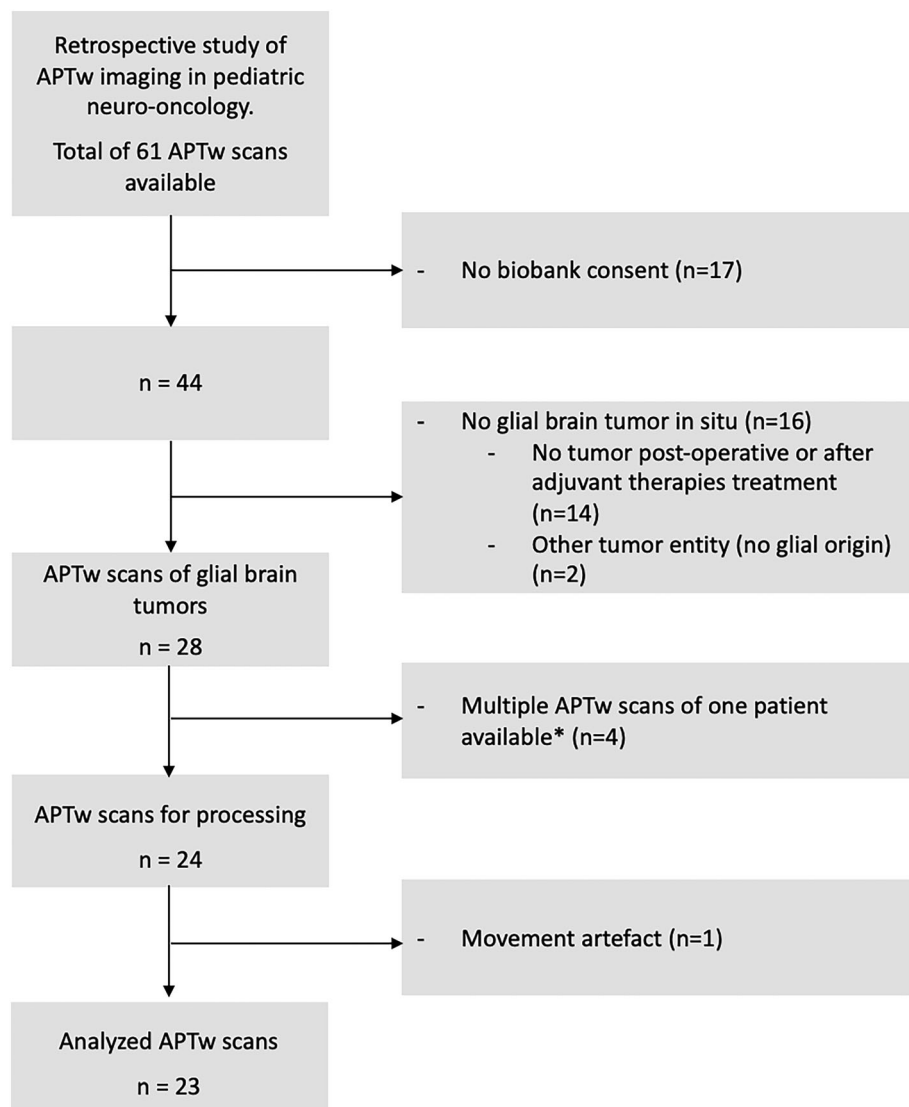 Retrospective study of
APTw imaging in pediatric
neuro-oncology.
Total of 61 APTw scans
available
- No biobank consent (n=17)
n = 44
- No glial brain tumor in situ (n=16)
- No tumor post-operative or after
adjuvant therapies treatment
(n=14)
- Other tumor entity (no glial origin)
(n=2)
APTw scans of glial brain
tumors
n = 28
- Multiple APTw scans of one patient
available* (n=4)
APTw scans for processing
n = 24
- Movement artefact (n=1)
Analyzed APTw scans
n = 23